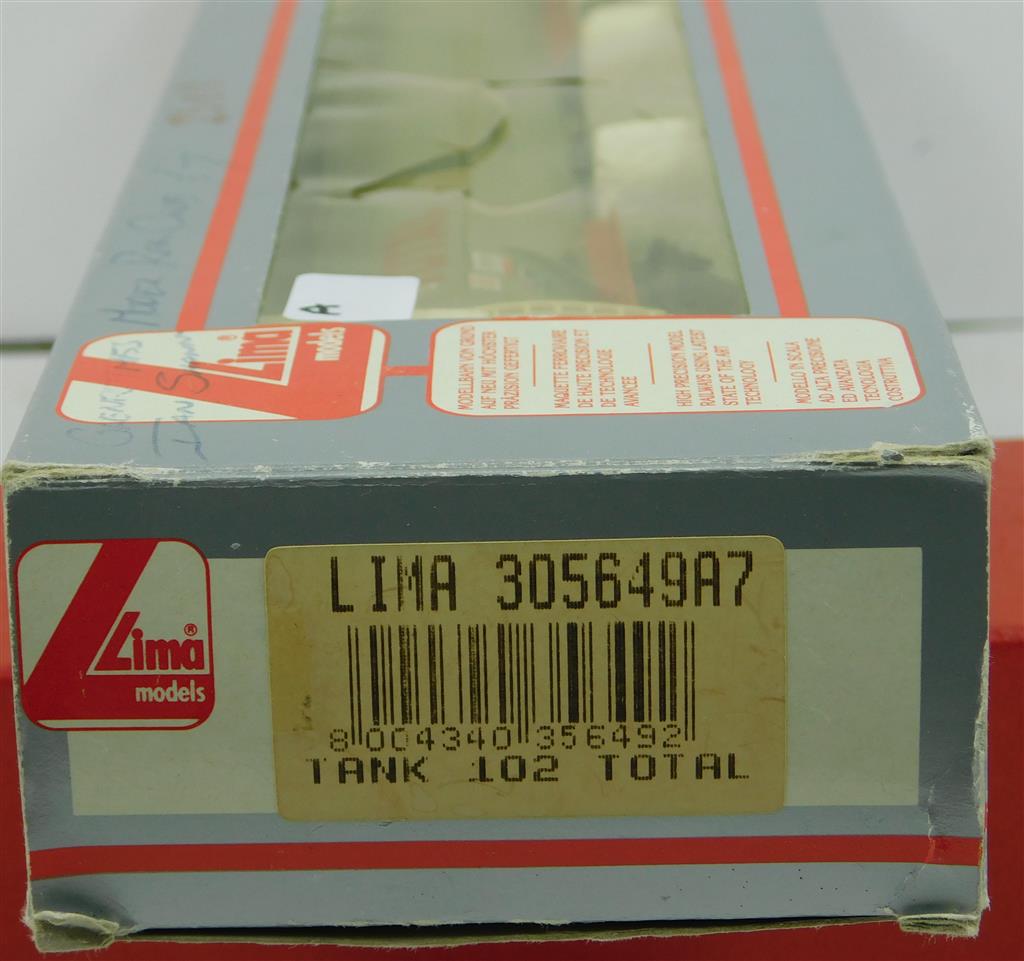 A
Lima®
models
MODELLBAHN VON GRUND
AUF NEU MIT HÖCHSTER
PRÄZISION GEFERTIGT
MAQUETTE FERROVIAIRE
DE HAUTE PRECISION ET
DE TECHNOLOGIE
AVANCEE
HIGH PRECISION MODEL
RAILWAYS USING LATEST
STATE OF THE ART
TECHNOLOGY
MODELLO IN SCALA
AD ALTA PRECISIONE
ED AVANZATA
TECNOLOGIA
COSTRUTTIVA
Lima®
models
LIMA 305649A7
8 004340 356492
TANK 102 TOTAL